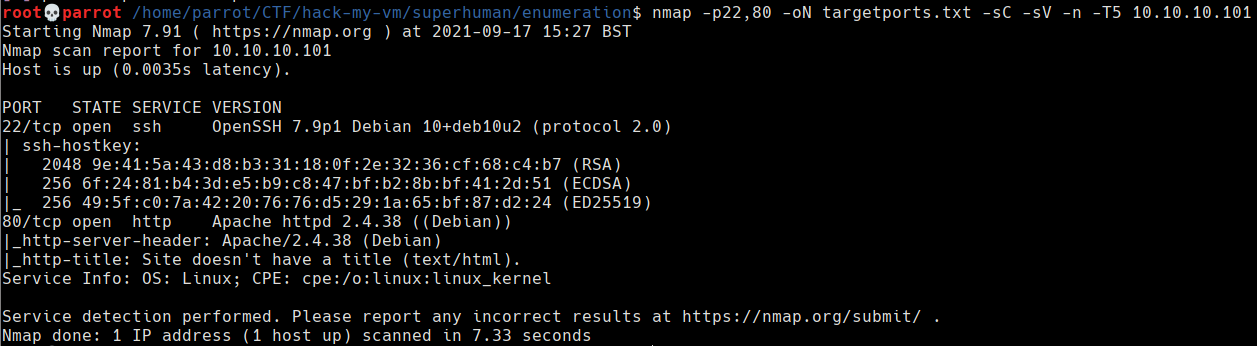 root💀parrot /home/parrot/CTF/hack-my-vm/superhuman/enumeration$ nmap -p22,80 -oN targetports.txt -sC -sV -n -T5 10.10.10.101
Starting Nmap 7.91 ( https://nmap.org ) at 2021-09-17 15:27 BST
Nmap scan report for 10.10.10.101
Host is up (0.0035s latency).

PORT   STATE SERVICE VERSION
22/tcp open  ssh     OpenSSH 7.9p1 Debian 10+deb10u2 (protocol 2.0)
| ssh-hostkey:
|   2048 9e:41:5a:43:d8:b3:31:18:0f:2e:32:36:cf:68:c4:b7 (RSA)
|   256 6f:24:81:b4:3d:e5:b9:c8:47:bf:b2:8b:bf:41:2d:51 (ECDSA)
|_  256 49:5f:c0:7a:42:20:76:76:d5:29:1a:65:bf:87:d2:24 (ED25519)
80/tcp open  http    Apache httpd 2.4.38 ((Debian))
|_http-server-header: Apache/2.4.38 (Debian)
|_http-title: Site doesn't have a title (text/html).
Service Info: OS: Linux; CPE: cpe:/o:linux:linux_kernel

Service detection performed. Please report any incorrect results at https://nmap.org/submit/ .
Nmap done: 1 IP address (1 host up) scanned in 7.33 seconds